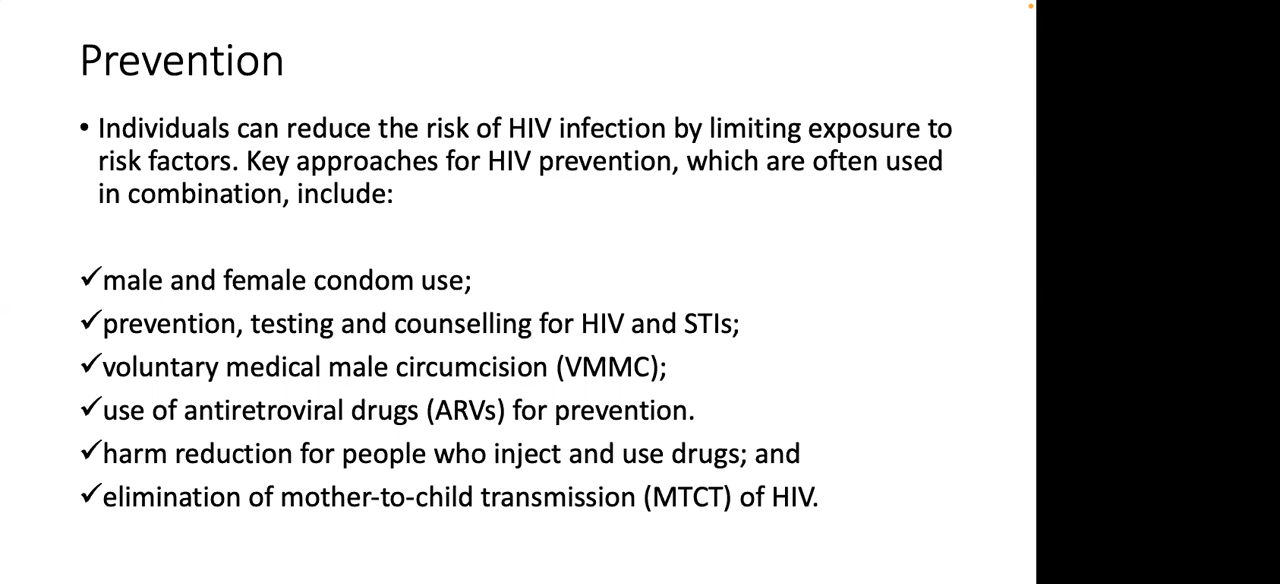 Prevention
• Individuals can reduce the risk of HIV infection by limiting exposure to
risk factors. Key approaches for HIV prevention, which are often used
in combination, include:
✓male and female condom use;
✓prevention, testing and counselling for HIV and STIs;
✓voluntary medical male circumcision (VMMC);
✓use of antiretroviral drugs (ARVs) for prevention.
✓harm reduction for people who inject and use drugs; and
✓elimination of mother-to-child transmission (MTCT) of HIV.